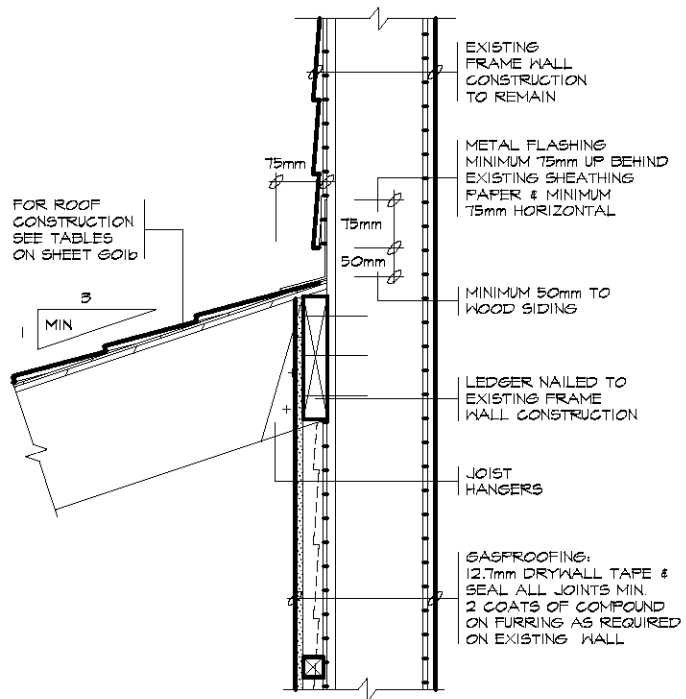 EXISTING
FRAME WALL
CONSTRUCTION
TO REMAIN
75mm
METAL FLASHING
MINIMUM 75mm UP BEHIND
EXISTING SHEATHING
PAPER & MINIMUM
75mm HORIZONTAL
FOR ROOF
CONSTRUCTION
SEE TABLES
ON SHEET G01b
75mm
50mm
3
1
MIN
MINIMUM 50mm TO
WOOD SIDING
LEDGER NAILED TO
EXISTING FRAME
WALL CONSTRUCTION
JOIST
HANGERS
GASPROOFING:
12.7mm DRYWALL TAPE &
SEAL ALL JOINTS MIN.
2 COATS OF COMPOUND
ON FURRING AS REQUIRED
ON EXISTING WALL